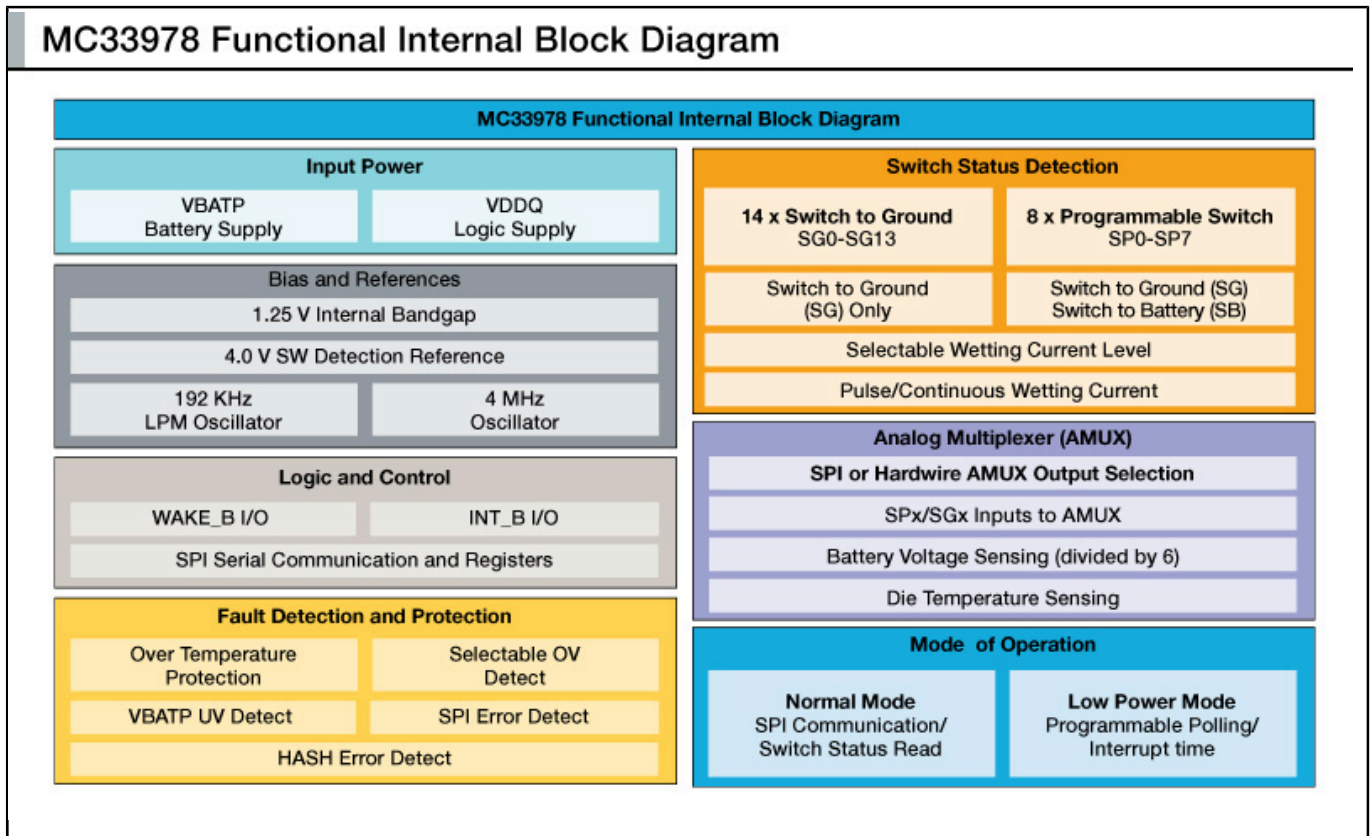 MC33978 Functional Internal Block Diagram
MC33978 Functional Internal Block Diagram
Input Power
VBATP
Battery Supply
VDDQ
Logic Supply
Bias and References
1.25 V Internal Bandgap
4.0 V SW Detection Reference
192 KHz
LPM Oscillator
4 MHz
Oscillator
Logic and Control
WAKE_B I/O
INT_B I/O
SPI Serial Communication and Registers
Fault Detection and Protection
Over Temperature
Protection
Selectable OV
Detect
VBATP UV Detect
SPI Error Detect
HASH Error Detect
Switch Status Detection
14 x Switch to Ground
SG0-SG13
8 x Programmable Switch
SP0-SP7
Switch to Ground
(SG) Only
Switch to Ground (SG)
Switch to Battery (SB)
Selectable Wetting Current Level
Pulse/Continuous Wetting Current
Analog Multiplexer (AMUX)
SPI or Hardwire AMUX Output Selection
SPx/SGx Inputs to AMUX
Battery Voltage Sensing (divided by 6)
Die Temperature Sensing
Mode of Operation
Normal Mode
SPI Communication/
Switch Status Read
Low Power Mode
Programmable Polling/
Interrupt time